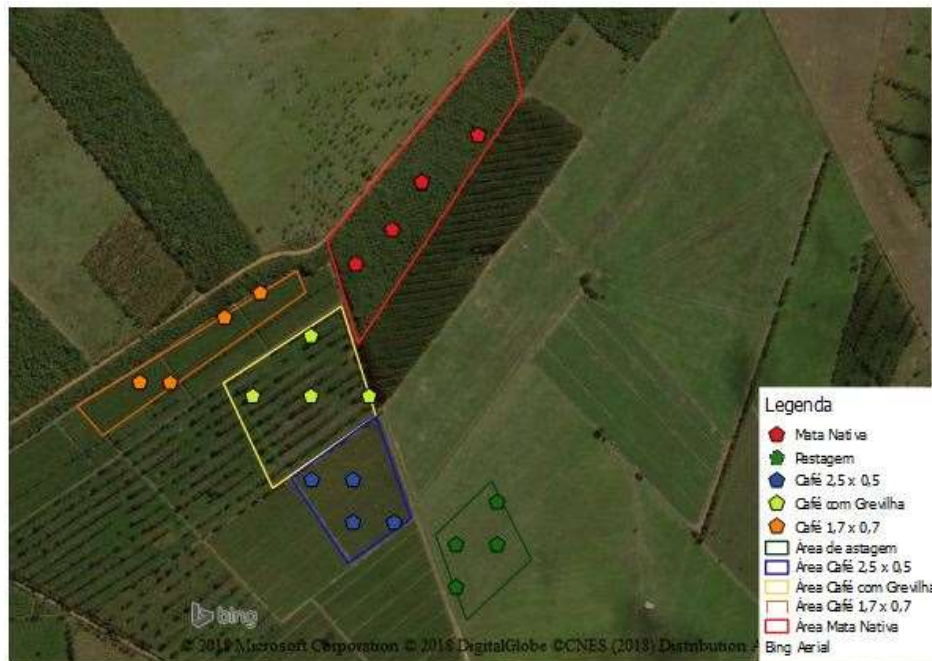 Legenda
Mata Nativa
Pastagem
Café 2,5 x 0,5
Café com Grevilha
Café 1,7 x 0,7
Área de astagem
Área Café 2,5 x 0,5
Área Café com Grevilha
Área Café 1,7 x 0,7
Área Mata Nativa
Bing Aerial
bing
© 2018 Microsoft Corporation © 2018 DigitalGlobe ©CNES (2018) Distribution A